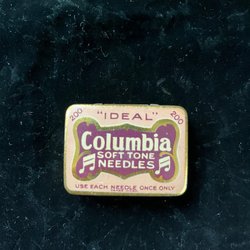 200 "IDEAL" 200
Columbia
SOFT TONE
NEEDLES
USE EACH NEEDLE ONCE ONLY